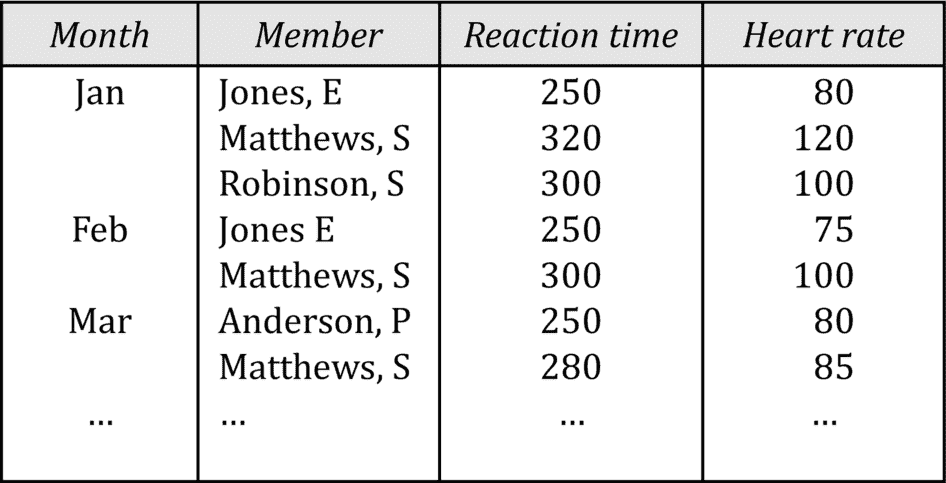 Month Member Reaction time Heart rate
Jan Jones, E 250 80
Matthews, S 320 120
Robinson, S 300 100
Feb Jones E 250 75
Matthews, S 300 100
Mar Anderson, P 250 80
Matthews, S 280 85
... ... ... ...